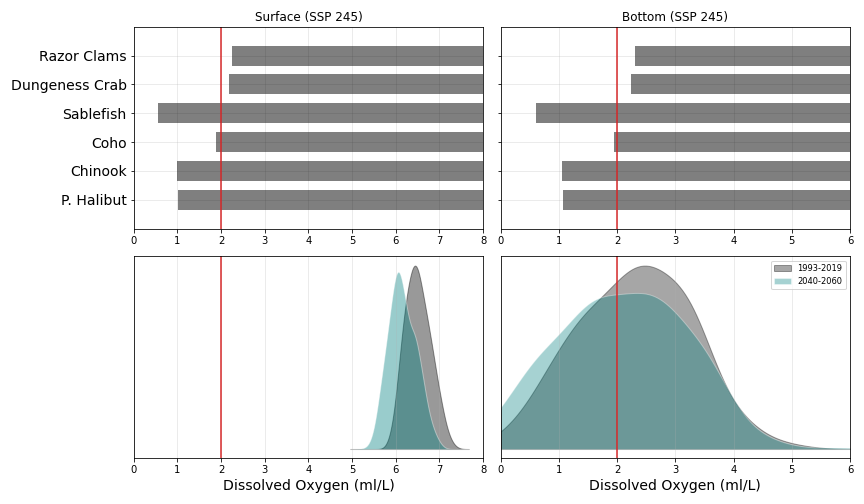 Surface (SSP 245)
Bottom (SSP 245)
Razor Clams
Dungeness Crab
Sablefish
Coho
Chinook
P. Halibut
0 1 2 3 4 5 6 7 8
0 1 2 3 4 5 6
1993-2019
2040-2060
0 1 2 3 4 5 6 7 8
0 1 2 3 4 5 6
Dissolved Oxygen (ml/L)
Dissolved Oxygen (ml/L)